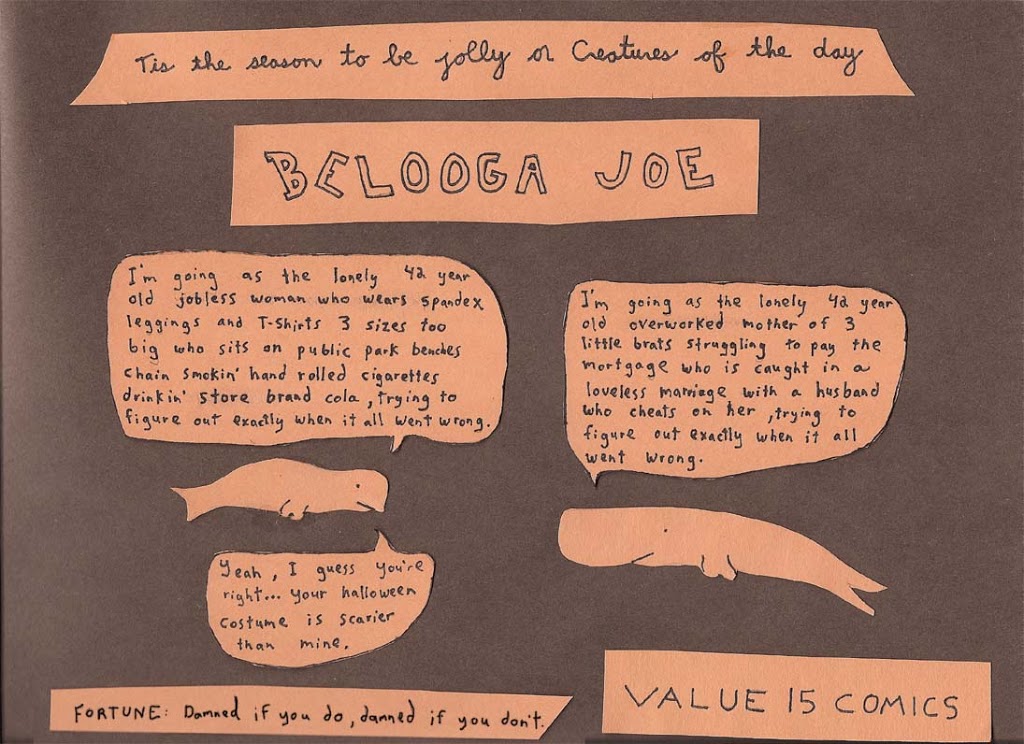 Tis the season to be jolly or Creatures of the day
BELOOGA JOE
I'm going as the lonely 42 year
old jobless woman who wears spandex
leggings and T-shirts 3 sizes too
big who sits on public park benches
chain smokin' hand rolled cigarettes
drinkin' store brand cola, trying to
figure out exactly when it all went wrong.
I'm going as the lonely 42 year
old overworked mother of 3
little brats struggling to pay the
mortgage who is caught in a
loveless marriage with a husband
who cheats on her, trying to
figure out exactly when it all
went wrong.
Yeah, I guess you're
right... your halloween
costume is scarier
than mine.
FORTUNE: Damned if you do, damned if you don't.
VALUE 15 COMICS